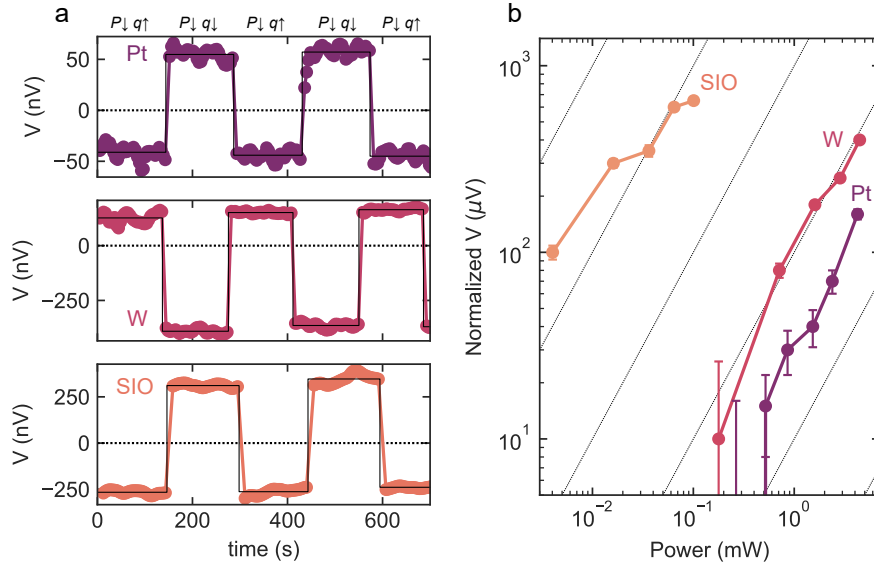 a
P↓ q↑ P↓ q↓ P↓ q↑ P↓ q↓ P↓ q↑
Pt
50
0
−50
V (nV)
W
0
−250
V (nV)
SIO
250
0
−250
V (nV)
0 200 400 600
time (s)
b
SIO
W
Pt
10³
10²
10¹
Normalized V (μV)
10⁻² 10⁻¹ 10⁰
Power (mW)